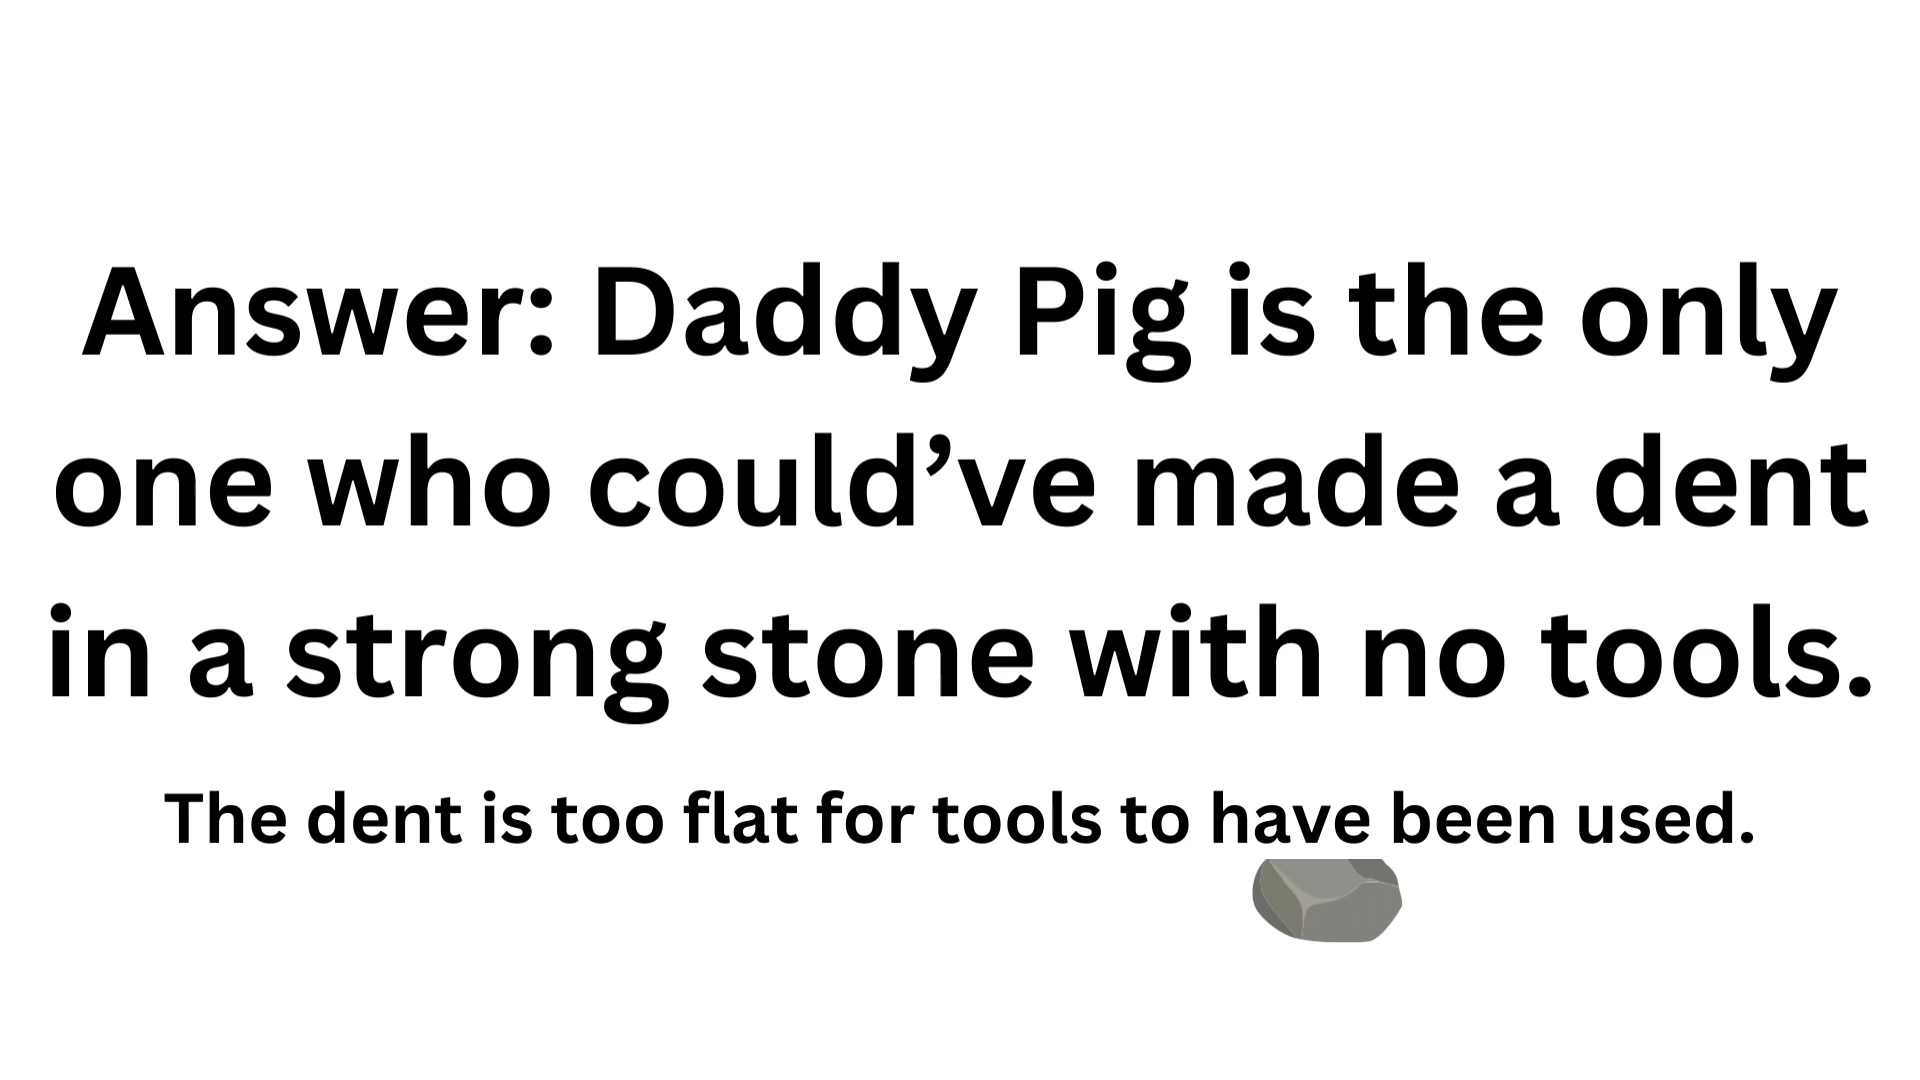 Answer: Daddy Pig is the only
one who could’ve made a dent
in a strong stone with no tools.
The dent is too flat for tools to have been used.